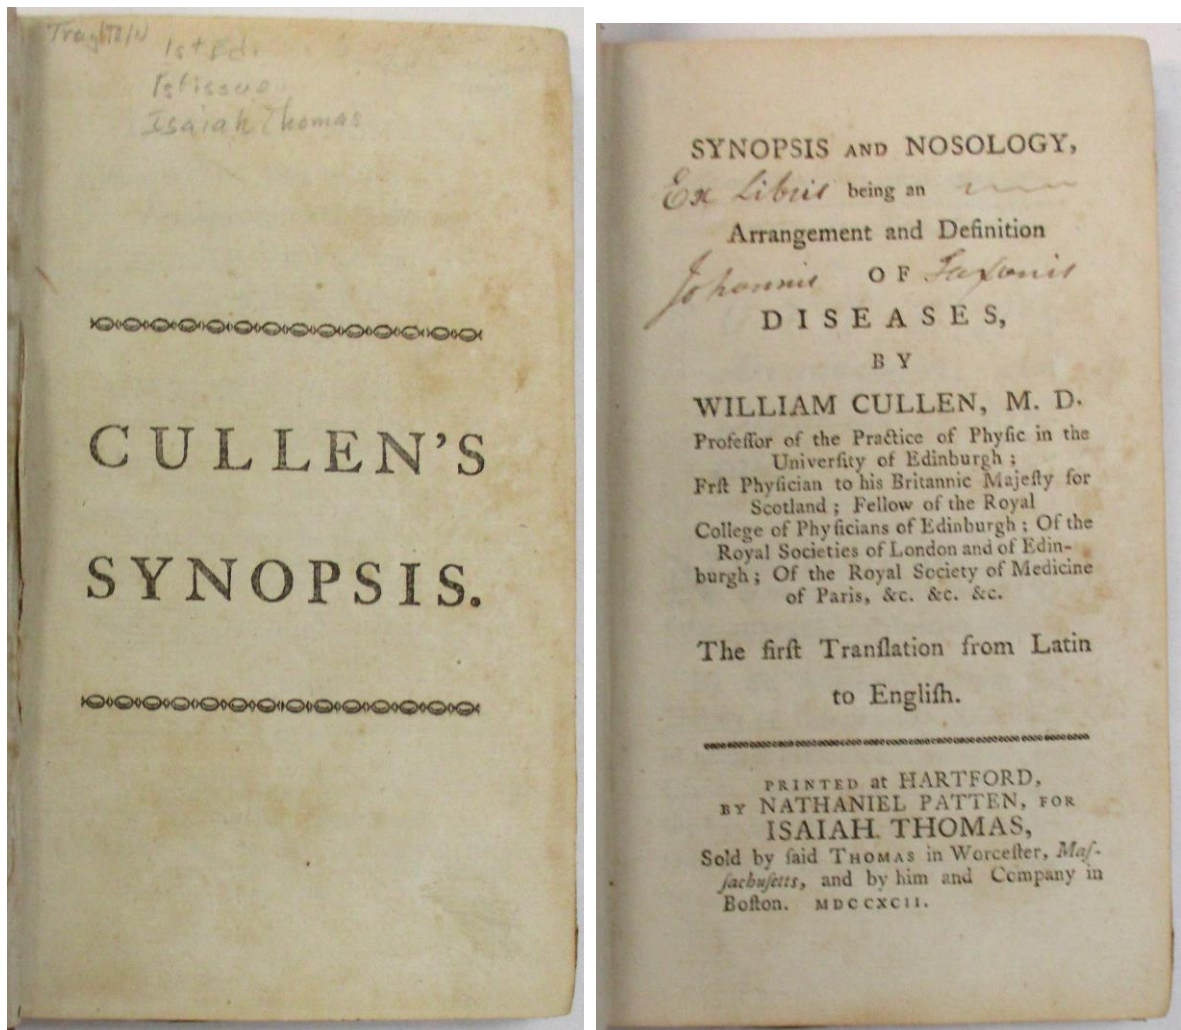 1st Ed.
1st issue
Isaiah Thomas
CULLEN'S
SYNOPSIS.
SYNOPSIS AND NOSOLOGY,
Ex Libris being an
Arrangement and Definition
Johannis OF
DISEASES,
BY
WILLIAM CULLEN, M. D.
Profeſſor of the Practice of Phyſic in the
Univerſity of Edinburgh ;
Frſt Phyſician to his Britannic Majeſty for
Scotland ; Fellow of the Royal
College of Phyſicians of Edinburgh ; Of the
Royal Societies of London and of Edin-
burgh ; Of the Royal Society of Medicine
of Paris, &c. &c. &c.
The firſt Tranſlation from Latin
to Engliſh.
PRINTED at HARTFORD,
BY NATHANIEL PATTEN, FOR
ISAIAH. THOMAS,
Sold by ſaid THOMAS in Worceſter, Maſ-
ſachuſetts, and by him and Company in
Boſton. MDCCXCII.